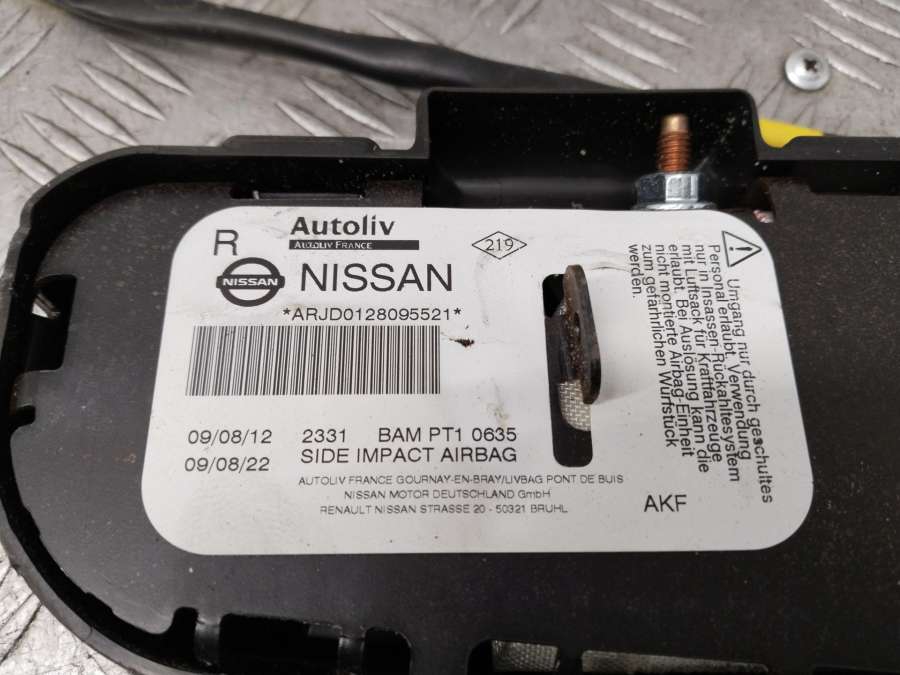 R
Autoliv
AUTOLIV FRANCE
219
NISSAN
NISSAN
*ARJD0128095521*
09/08/12 2331 BAM PT1 0635
09/08/22 SIDE IMPACT AIRBAG
AUTOLIV FRANCE GOURNAY-EN-BRAY/LIVBAG PONT DE BUIS
NISSAN MOTOR DEUTSCHLAND GmbH
RENAULT NISSAN STRASSE 20 - 50321 BRUHL
AKF
Umgang nur durch geschultes
Personal erlaubt. Verwendung
nur in Insassen-Rückhaltesystem
mit Luftsack für Kraftfahrzeuge
erlaubt. Bei Auslösung kann die
nicht montierte Airbag-Einheit
zum gefährlichen Wurfstück
werden.